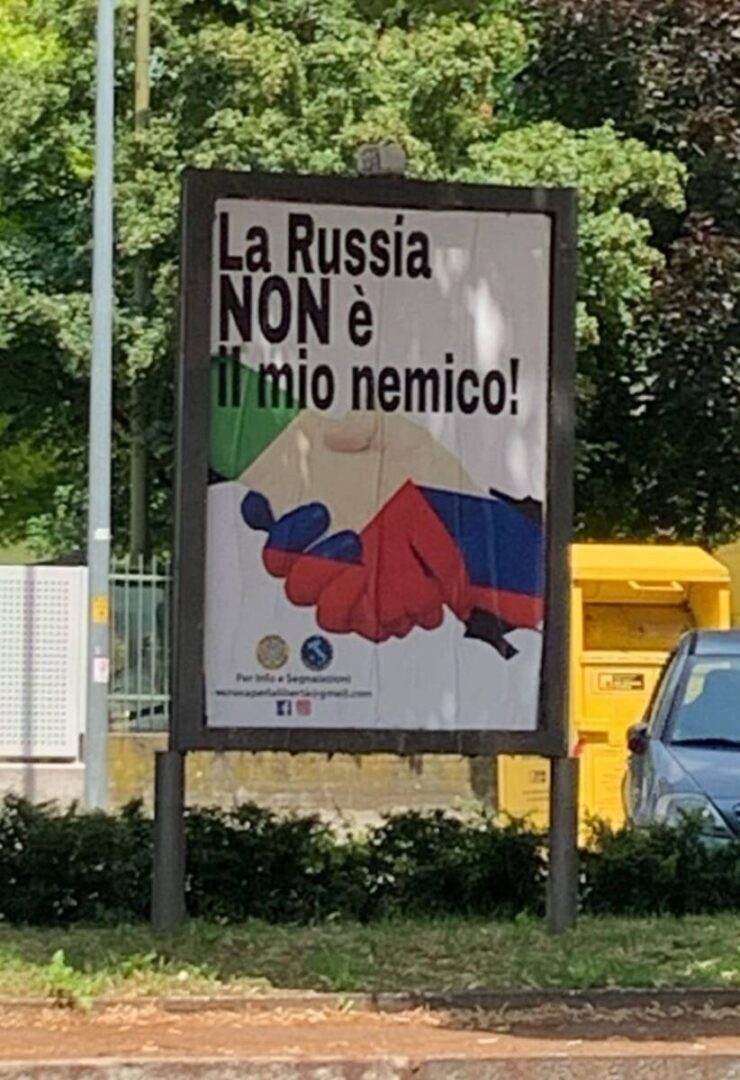 La Russia
NON è
il mio nemico!
Per Info e Segnalazioni